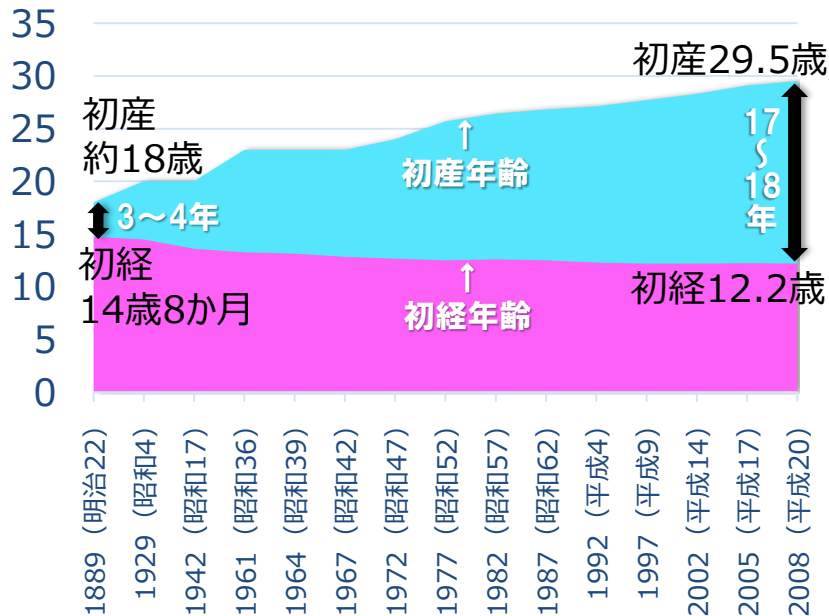 35
30
25
20
15
10
5
0
初産29.5歳
初産
約18歳
↑
初産年齢
17
〜
18
年
3〜4年
初経
14歳8か月
↑
初経年齢
初経12.2歳
1889（明治22）
1929（昭和4）
1942（昭和17）
1961（昭和36）
1964（昭和39）
1967（昭和42）
1972（昭和47）
1977（昭和52）
1982（昭和57）
1987（昭和62）
1992（平成4）
1997（平成9）
2002（平成14）
2005（平成17）
2008（平成20）